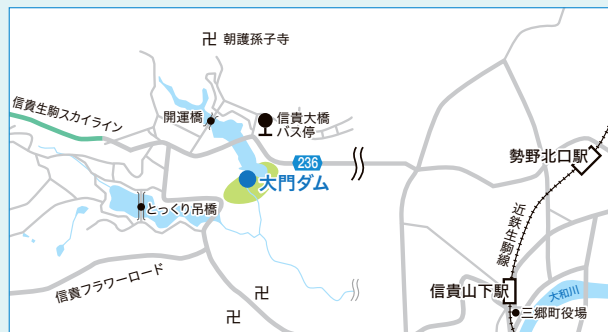 朝護孫子寺
信貴生駒スカイライン
開運橋
信貴大橋
バス停
236
大門ダム
とっくり吊橋
信貴フラワーロード
勢野北口駅
近鉄生駒線
信貴山下駅
大和川
三郷町役場